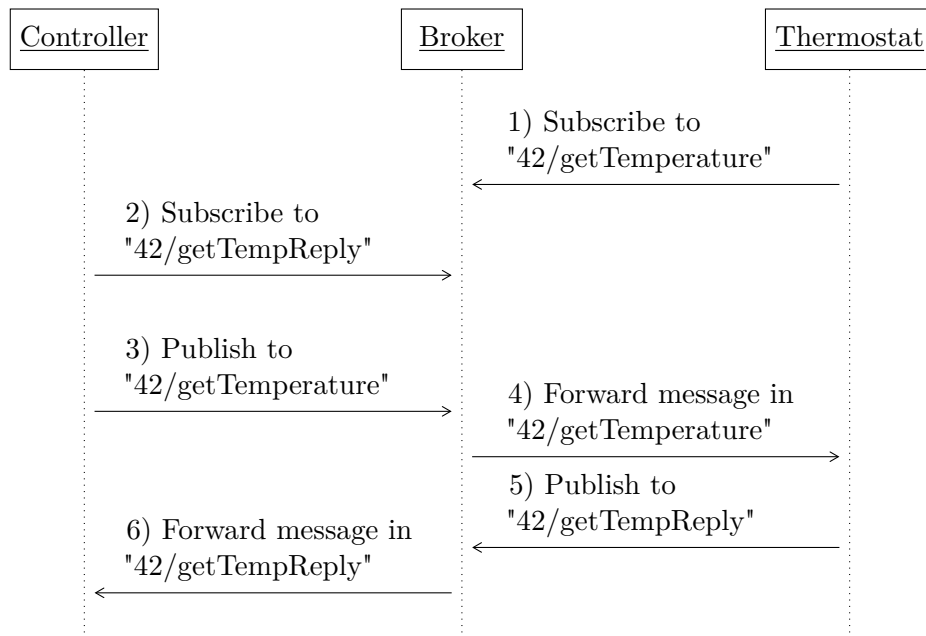 Controller
Broker
Thermostat
1) Subscribe to
"42/getTemperature"
2) Subscribe to
"42/getTempReply"
3) Publish to
"42/getTemperature"
4) Forward message in
"42/getTemperature"
5) Publish to
"42/getTempReply"
6) Forward message in
"42/getTempReply"